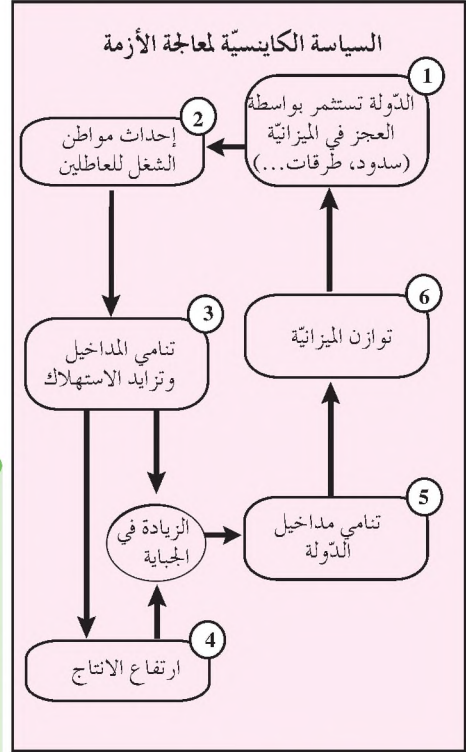 السياسة الكاينسيّة لمعالجة الأزمة
1
الدّولة تستثمر بواسطة
العجز في الميزانيّة
(سدود، طرقات...)
2
إحداث مواطن
الشغل للعاطلين
3
تنامي المداخيل
وتزايد الاستهلاك
4
ارتفاع الانتاج
الزيادة في
الجباية
5
تنامي مداخيل
الدّولة
6
توازن الميزانيّة